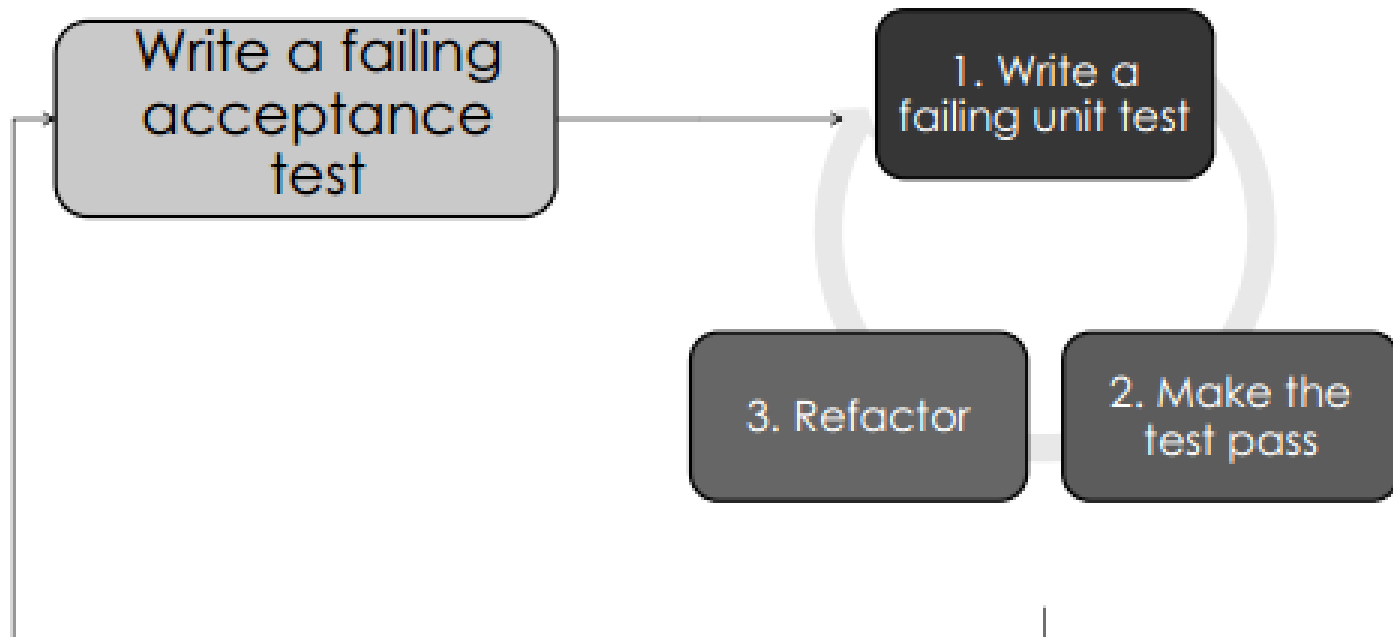 Write a failing
acceptance
test
1. Write a
failing unit test
3. Refactor
2. Make the
test pass